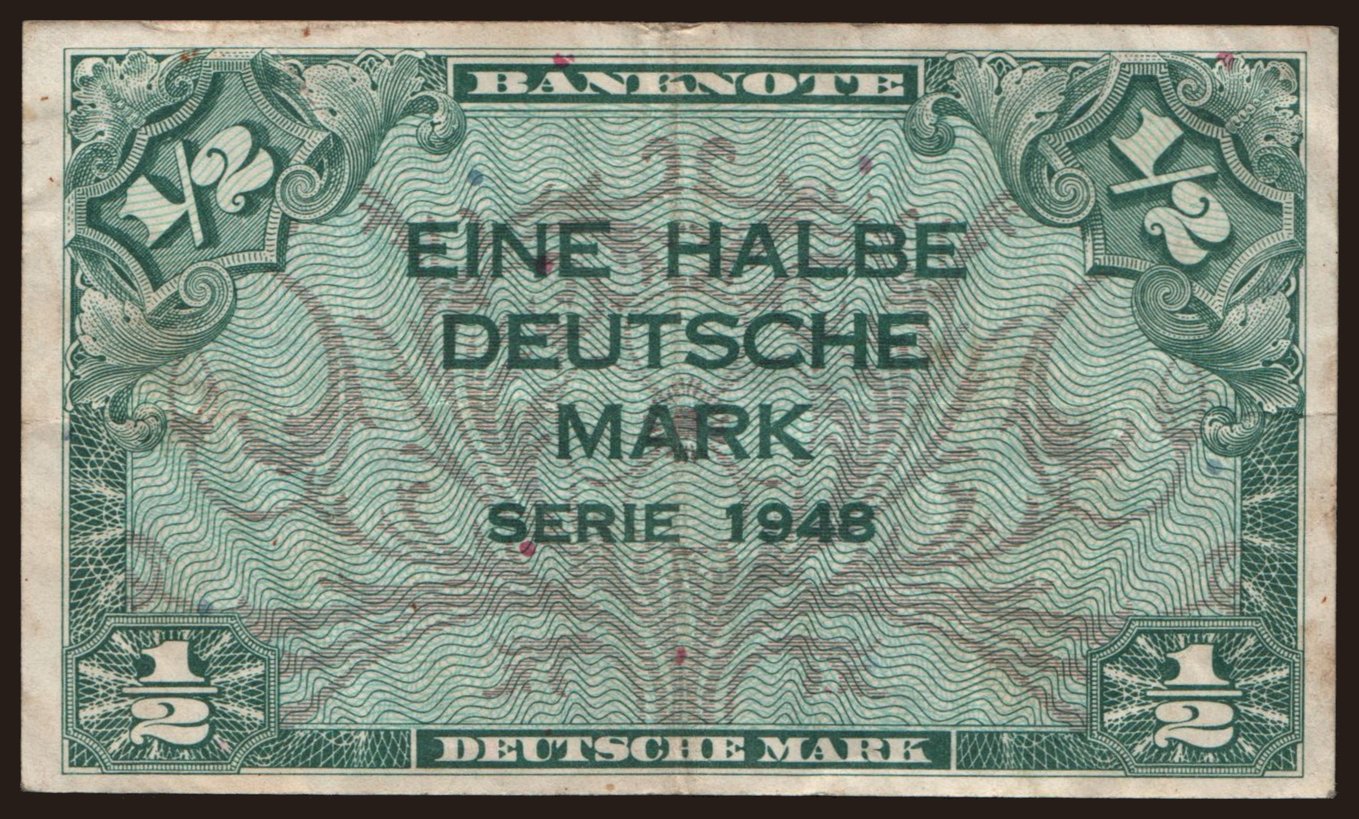 BANKNOTE
1/2
1/2
EINE HALBE
DEUTSCHE
MARK
SERIE 1948
1/2
1/2
DEUTSCHE MARK